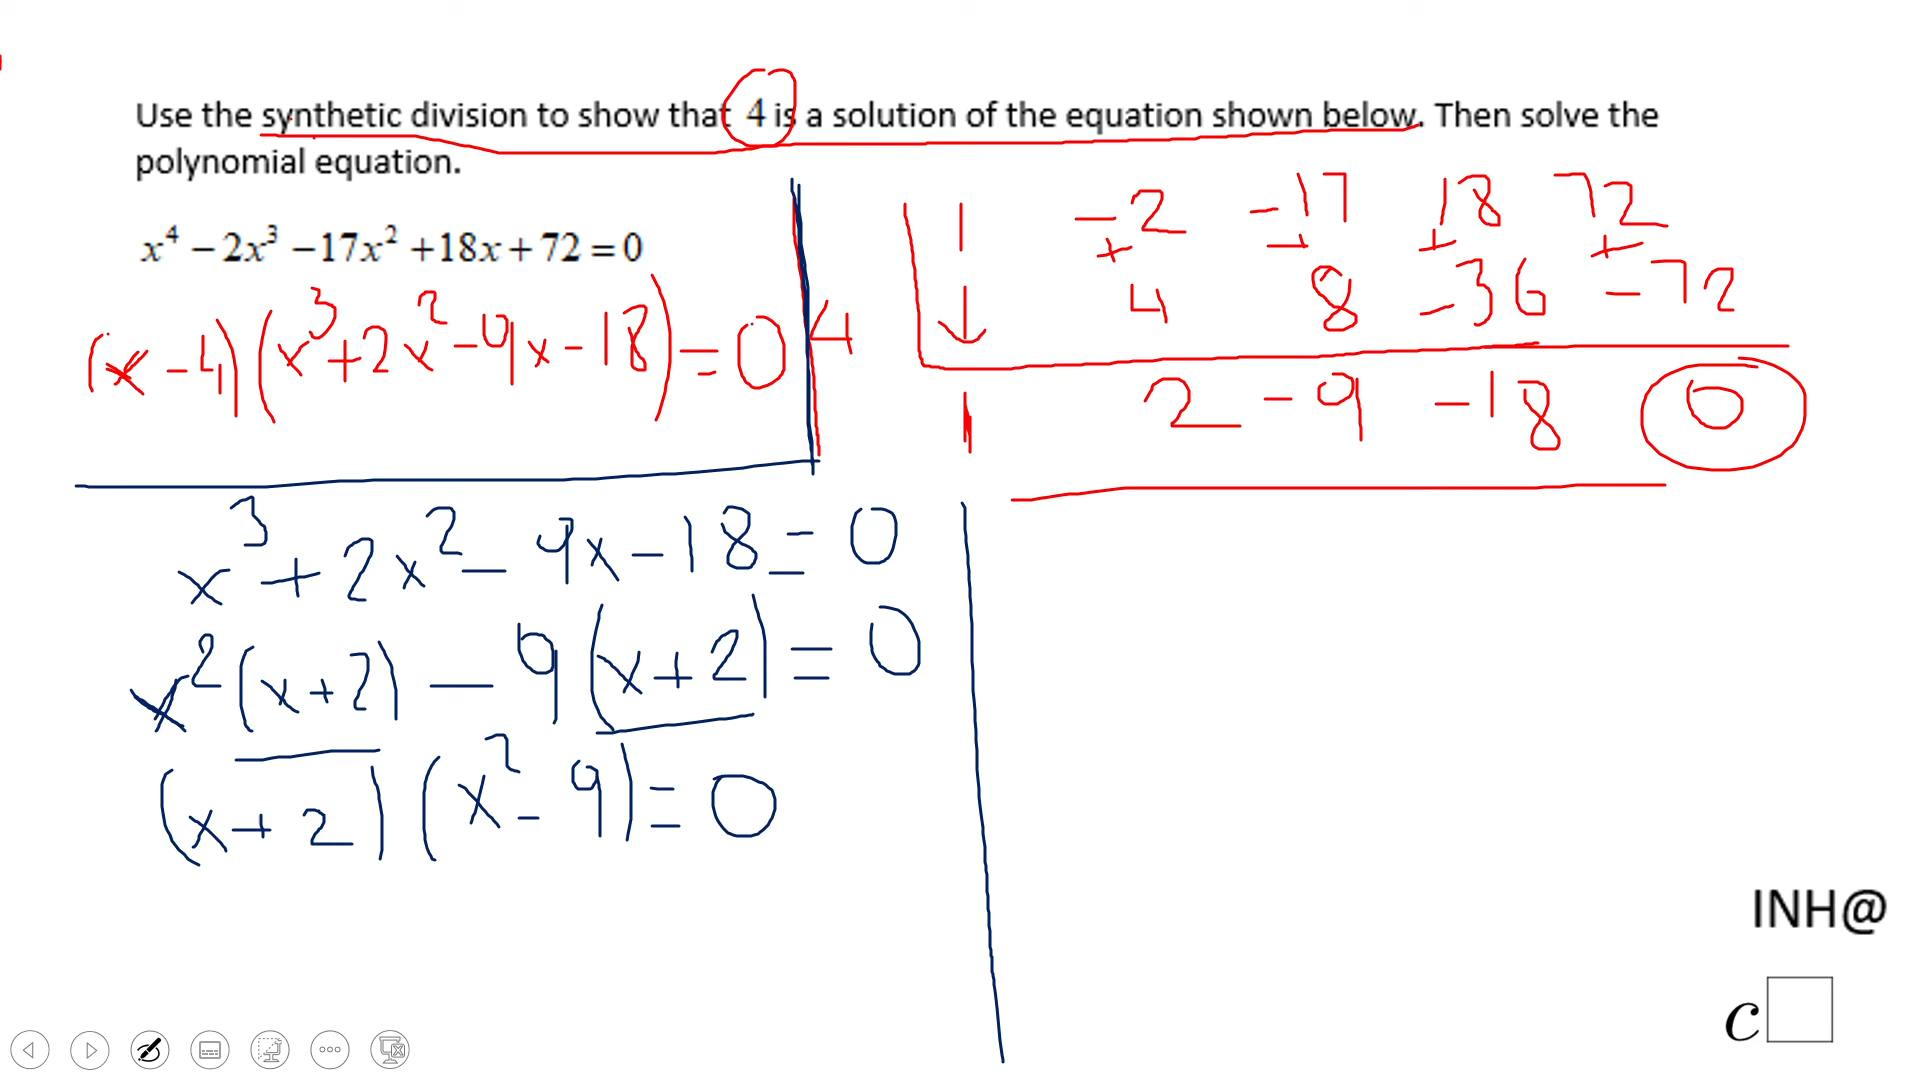 Use the synthetic division to show that 4 is a solution of the equation shown below. Then solve the
polynomial equation.
x⁴ − 2x³ − 17x² + 18x + 72 = 0
(x − 4)(x³ + 2x² − 9x − 18) = 0
1 −2 −17 18 72
+ + + +
4 ↓ 4 8 −36 −72
1 2 −9 −18 0
x³ + 2x² − 9x − 18 = 0
x²(x + 2) − 9(x + 2) = 0
(x + 2)(x² − 9) = 0
INH@
c□